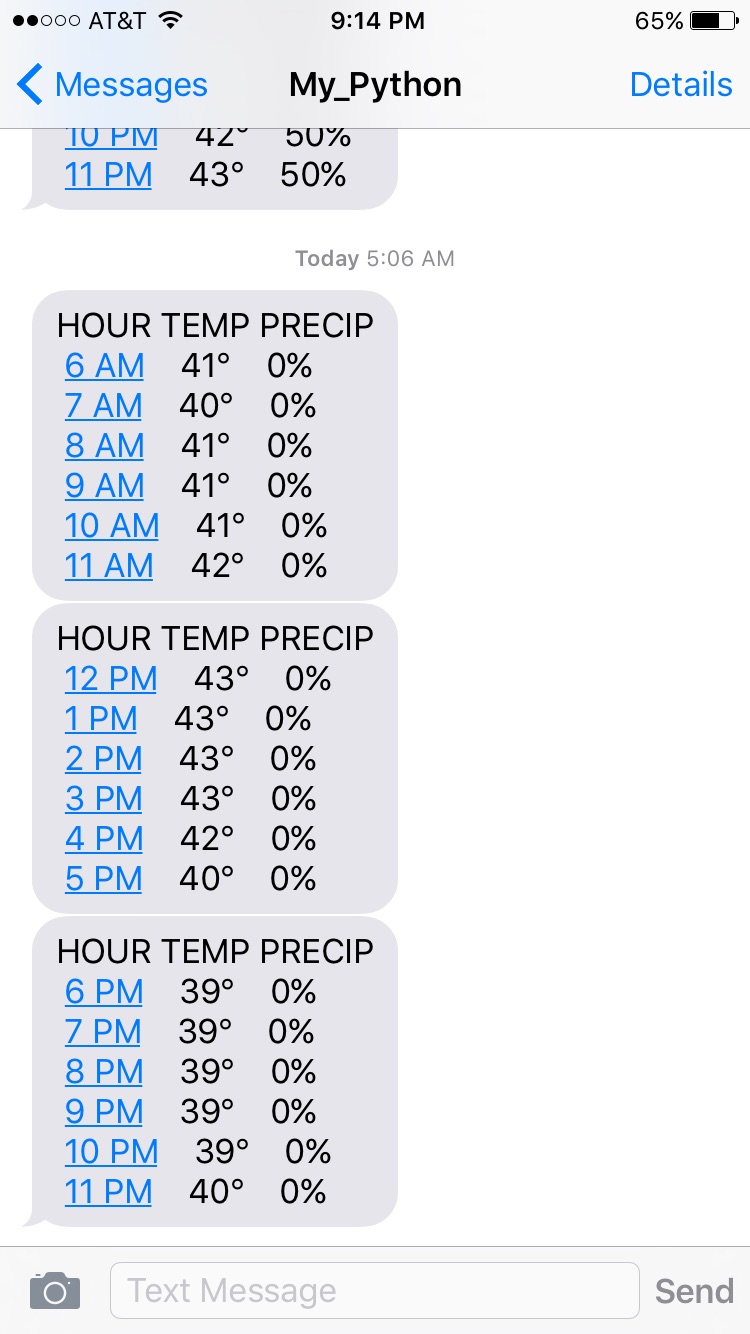 AT&T 9:14 PM 65%
Messages My_Python Details
10 PM 42° 50%
11 PM 43° 50%
Today 5:06 AM
HOUR TEMP PRECIP
6 AM 41° 0%
7 AM 40° 0%
8 AM 41° 0%
9 AM 41° 0%
10 AM 41° 0%
11 AM 42° 0%
HOUR TEMP PRECIP
12 PM 43° 0%
1 PM 43° 0%
2 PM 43° 0%
3 PM 43° 0%
4 PM 42° 0%
5 PM 40° 0%
HOUR TEMP PRECIP
6 PM 39° 0%
7 PM 39° 0%
8 PM 39° 0%
9 PM 39° 0%
10 PM 39° 0%
11 PM 40° 0%
Text Message Send